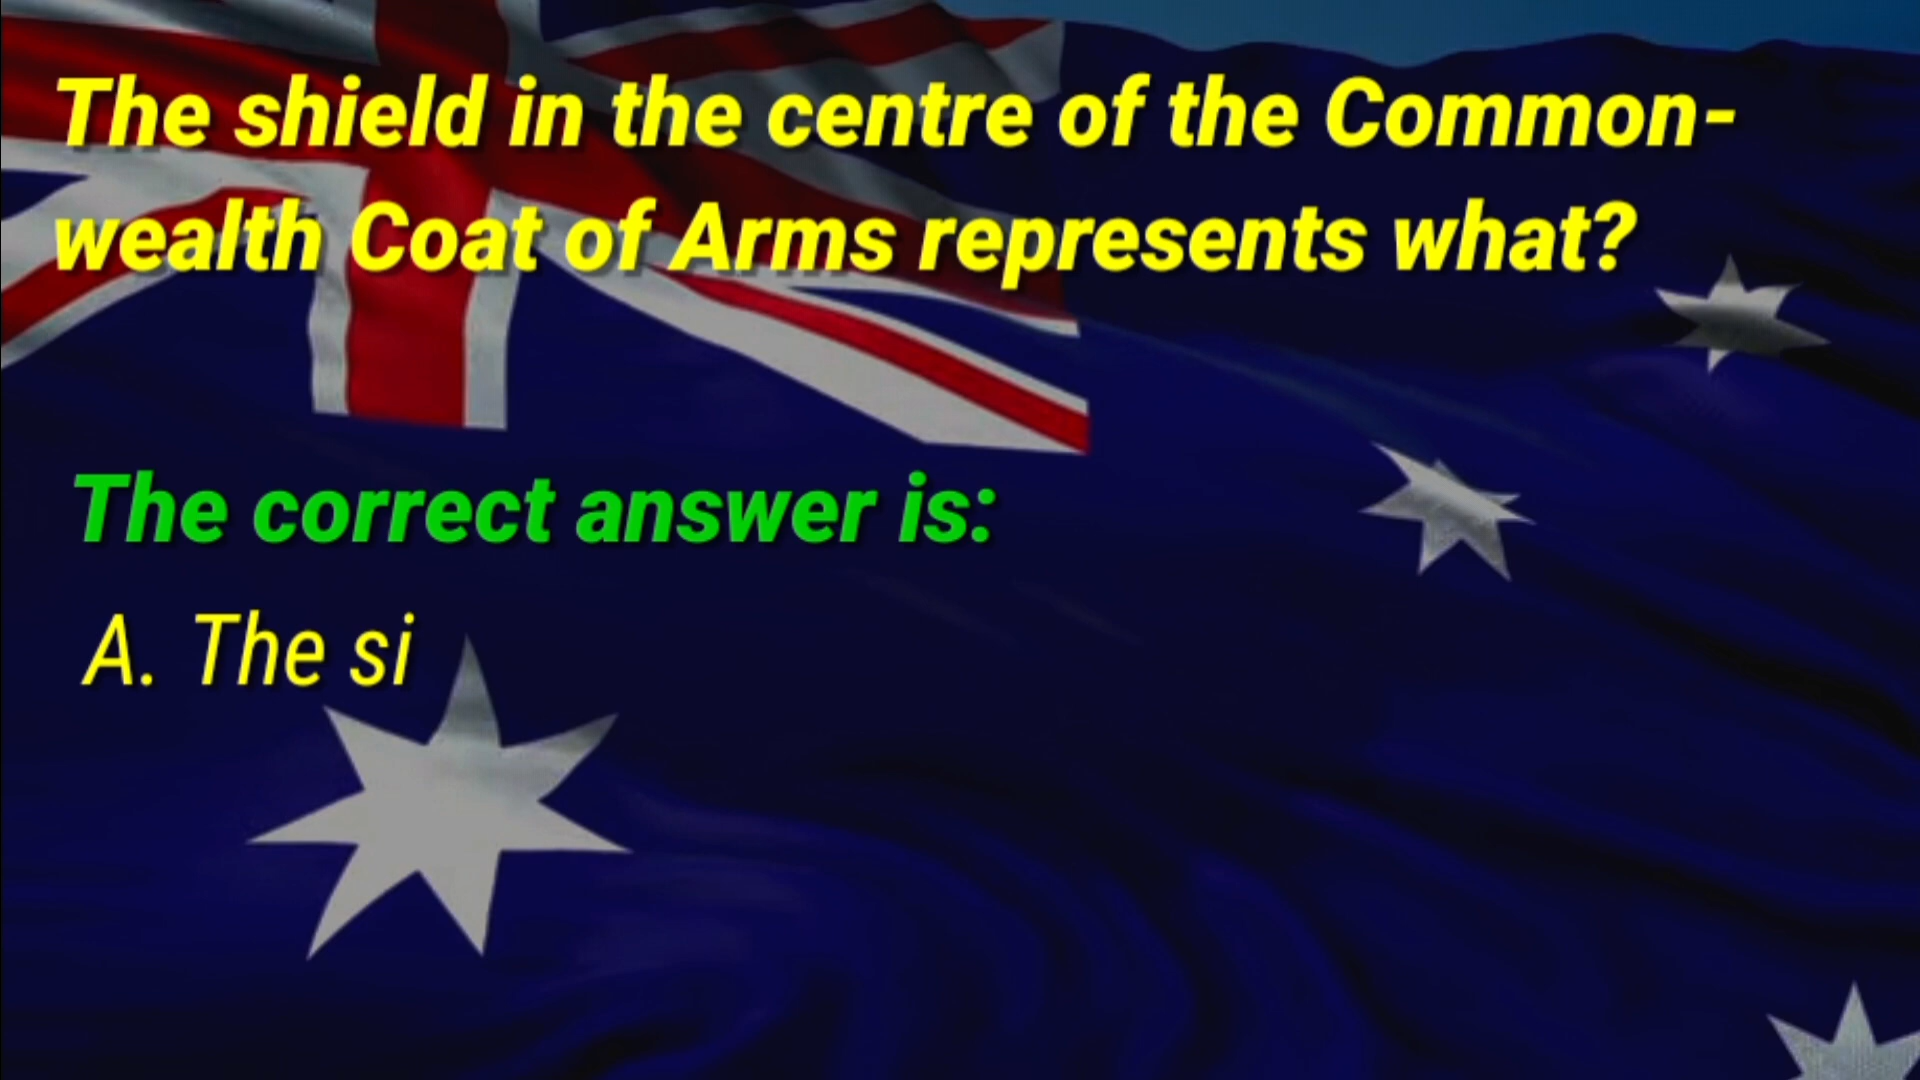 The shield in the centre of the Common-
wealth Coat of Arms represents what?
The correct answer is:
A. The si